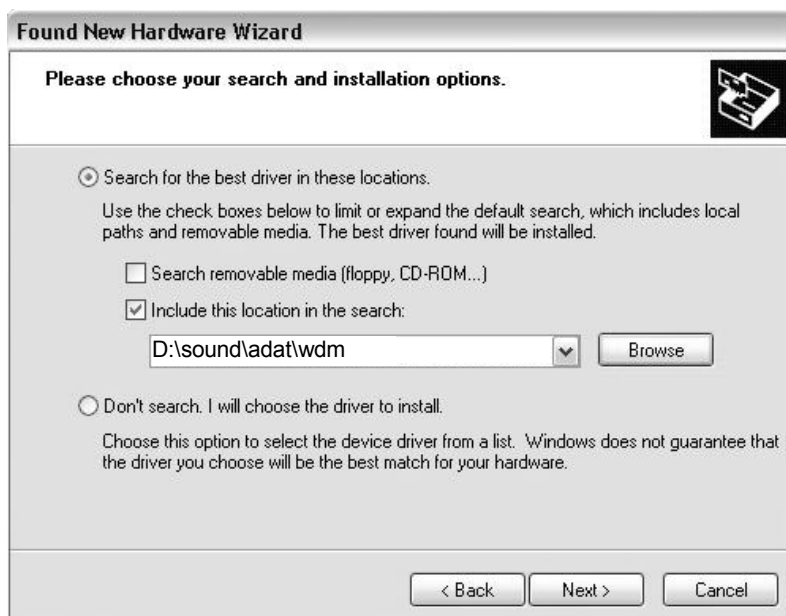 Found New Hardware Wizard
Please choose your search and installation options.
Search for the best driver in these locations.
Use the check boxes below to limit or expand the default search, which includes local
paths and removable media. The best driver found will be installed.
Search removable media (floppy, CD-ROM...)
Include this location in the search:
D:\sound\adat\wdm
Browse
Don't search. I will choose the driver to install.
Choose this option to select the device driver from a list. Windows does not guarantee that
the driver you choose will be the best match for your hardware.
< Back Next > Cancel